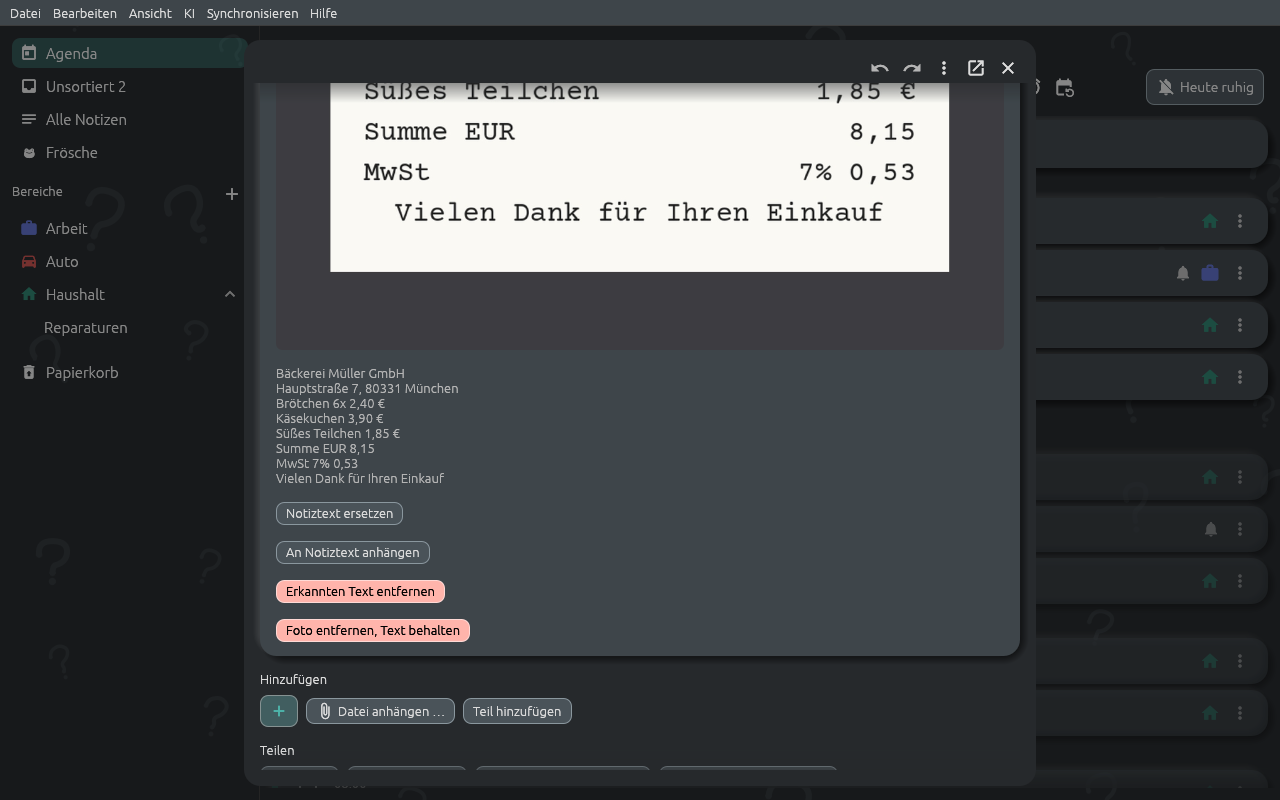 Datei Bearbeiten Ansicht KI Synchronisieren Hilfe
Agenda
Unsortiert 2
Alle Notizen
Frösche
Bereiche
Arbeit
Auto
Haushalt
Reparaturen
Papierkorb
Heute ruhig
Süßes Teilchen 1,85 €
Summe EUR 8,15
MwSt 7% 0,53
Vielen Dank für Ihren Einkauf
Bäckerei Müller GmbH
Hauptstraße 7, 80331 München
Brötchen 6x 2,40 €
Käsekuchen 3,90 €
Süßes Teilchen 1,85 €
Summe EUR 8,15
MwSt 7% 0,53
Vielen Dank für Ihren Einkauf
Notiztext ersetzen
An Notiztext anhängen
Erkannten Text entfernen
Foto entfernen, Text behalten
Hinzufügen
Datei anhängen …
Teil hinzufügen
Teilen